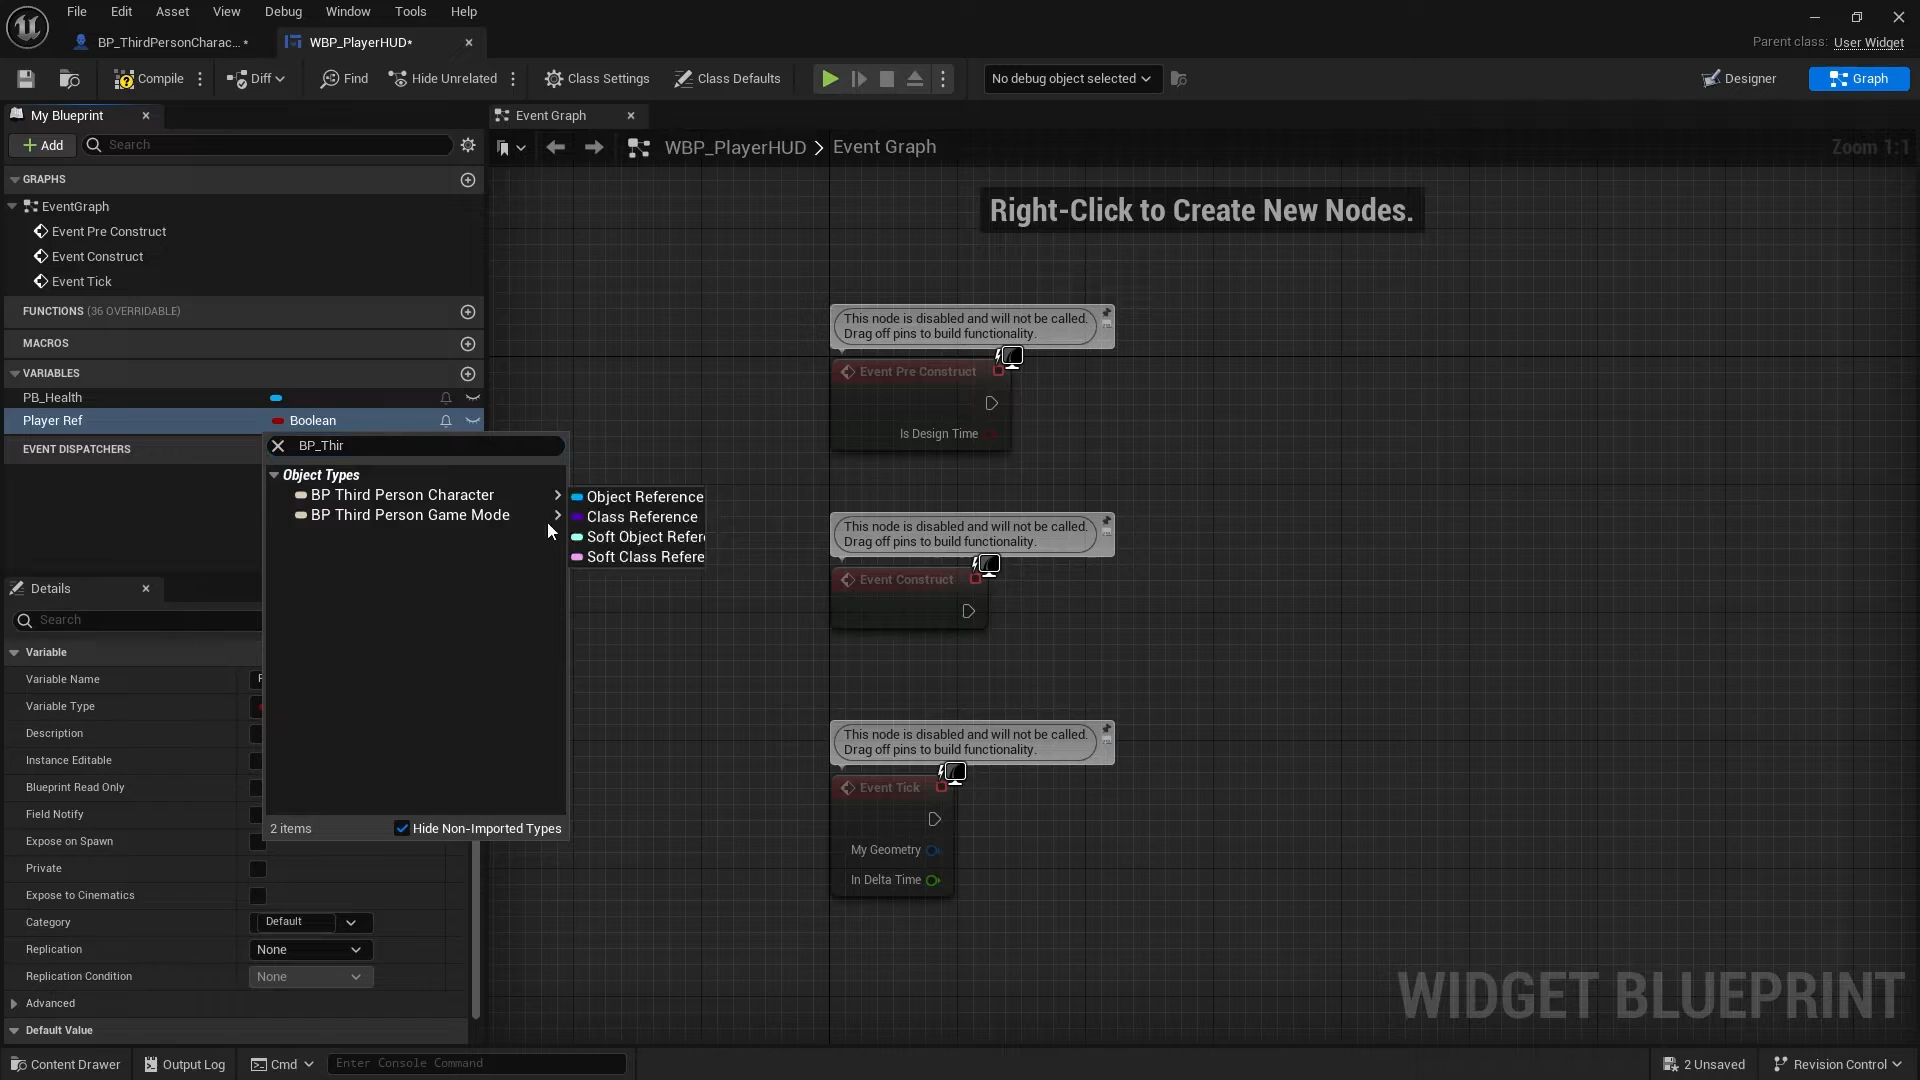 File Edit Asset View Debug Window Tools Help
BP_ThirdPersonCharac...* WBP_PlayerHUD*
Parent class: User Widget
Compile Diff Find Hide Unrelated Class Settings Class Defaults No debug object selected Designer Graph
My Blueprint
Event Graph
Add Search
WBP_PlayerHUD > Event Graph
Zoom 1:1
GRAPHS
EventGraph
Event Pre Construct
Event Construct
Event Tick
FUNCTIONS (36 OVERRIDABLE)
MACROS
VARIABLES
PB_Health
Player Ref Boolean
EVENT DISPATCHERS
BP_Thir
Object Types
BP Third Person Character
BP Third Person Game Mode
Object Reference
Class Reference
Soft Object Refer
Soft Class Refere
2 items Hide Non-Imported Types
Details
Search
Variable
Variable Name
Variable Type
Description
Instance Editable
Blueprint Read Only
Field Notify
Expose on Spawn
Private
Expose to Cinematics
Category Default
Replication None
Replication Condition None
Advanced
Default Value
Right-Click to Create New Nodes.
This node is disabled and will not be called.
Drag off pins to build functionality.
Event Pre Construct
Is Design Time
This node is disabled and will not be called.
Drag off pins to build functionality.
Event Construct
This node is disabled and will not be called.
Drag off pins to build functionality.
Event Tick
My Geometry
In Delta Time
WIDGET BLUEPRINT
Content Drawer Output Log Cmd Enter Console Command 2 Unsaved Revision Control